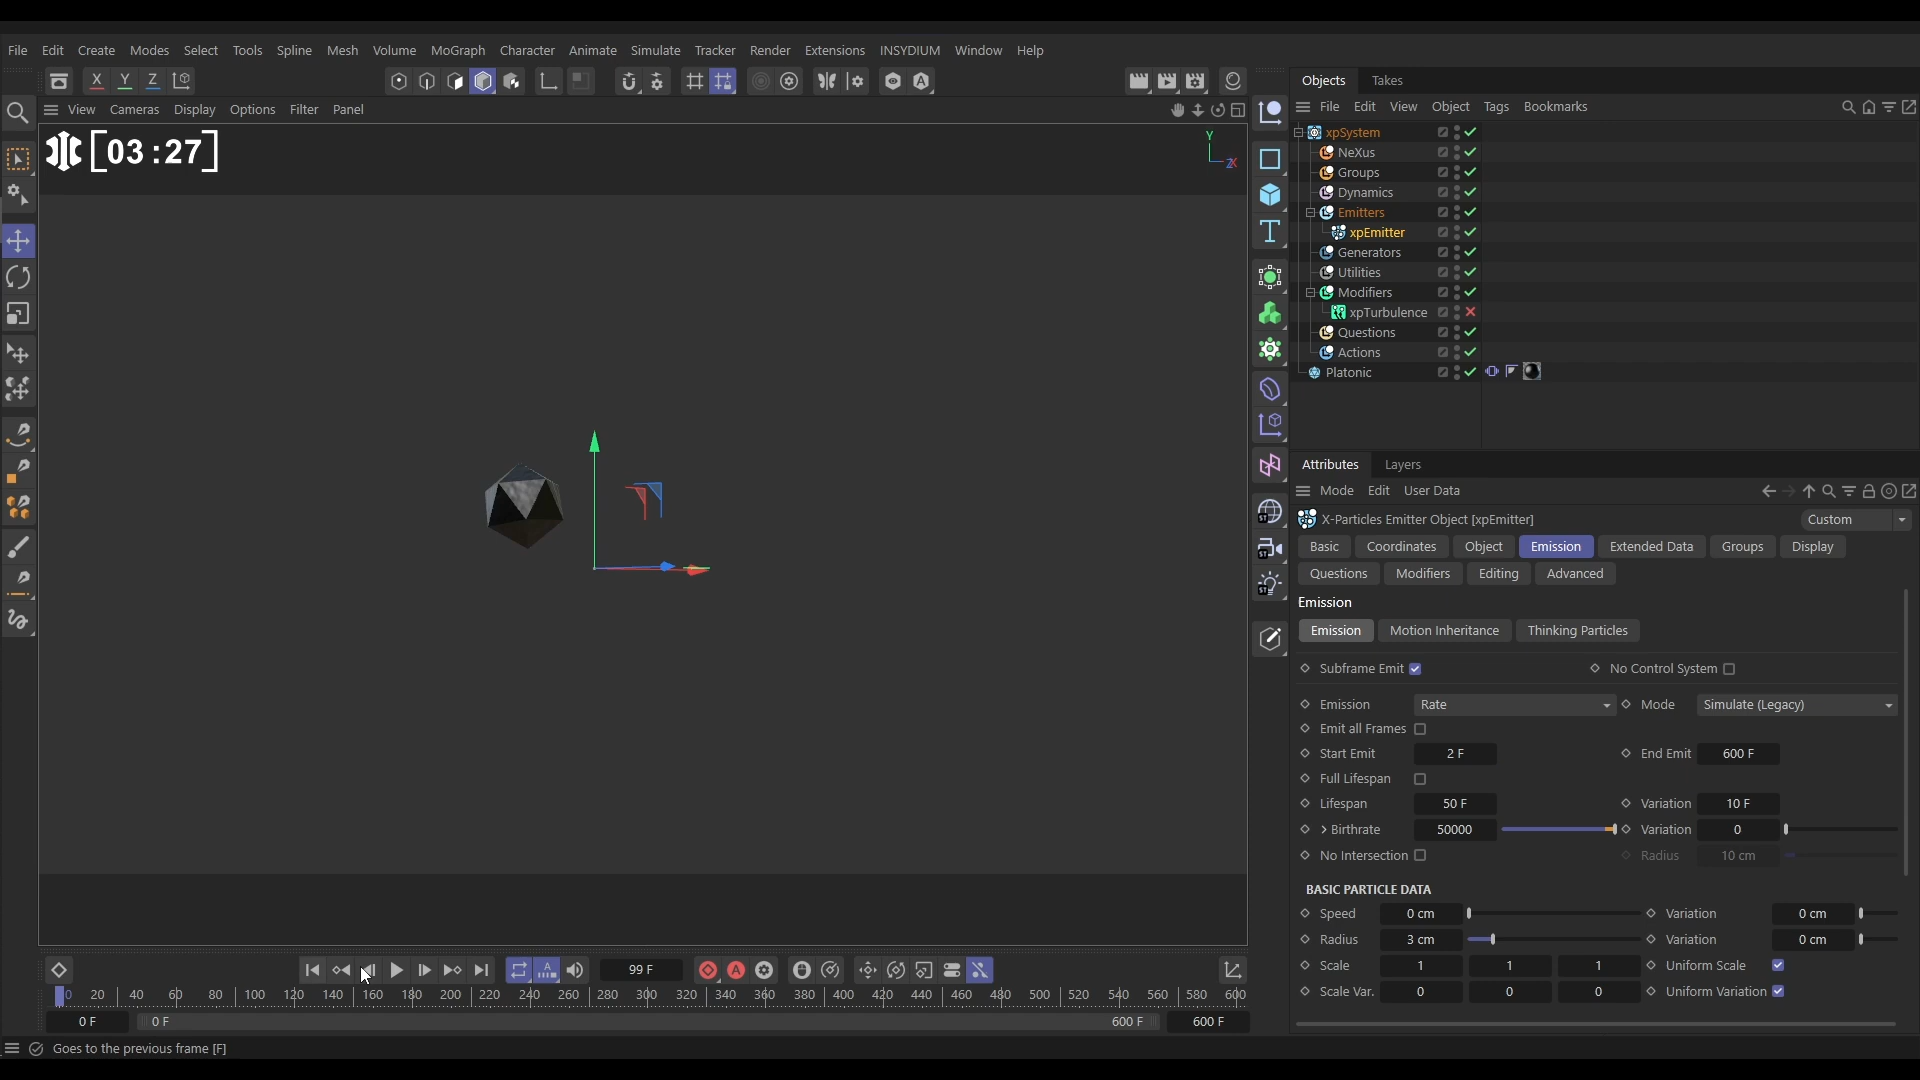 File Edit Create Modes Select Tools Spline Mesh Volume MoGraph Character Animate Simulate Tracker Render Extensions INSYDIUM Window Help
X Y Z
View Cameras Display Options Filter Panel
[03:27]
Y
Z X
Objects Takes
File Edit View Object Tags Bookmarks
xpSystem
NeXus
Groups
Dynamics
Emitters
xpEmitter
Generators
Utilities
Modifiers
xpTurbulence
Questions
Actions
Platonic
Attributes Layers
Mode Edit User Data
X-Particles Emitter Object [xpEmitter] Custom
Basic Coordinates Object Emission Extended Data Groups Display
Questions Modifiers Editing Advanced
Emission
Emission Motion Inheritance Thinking Particles
Subframe Emit No Control System
Emission Rate Mode Simulate (Legacy)
Emit all Frames
Start Emit 2 F End Emit 600 F
Full Lifespan
Lifespan 50 F Variation 10 F
> Birthrate 50000 Variation 0
No Intersection Radius 10 cm
BASIC PARTICLE DATA
Speed 0 cm Variation 0 cm
Radius 3 cm Variation 0 cm
Scale 1 1 1 Uniform Scale
Scale Var. 0 0 0 Uniform Variation
99 F
0 20 40 60 80 100 120 140 160 180 200 220 240 260 280 300 320 340 360 380 400 420 440 460 480 500 520 540 560 580 600
0 F 0 F 600 F 600 F
Goes to the previous frame [F]